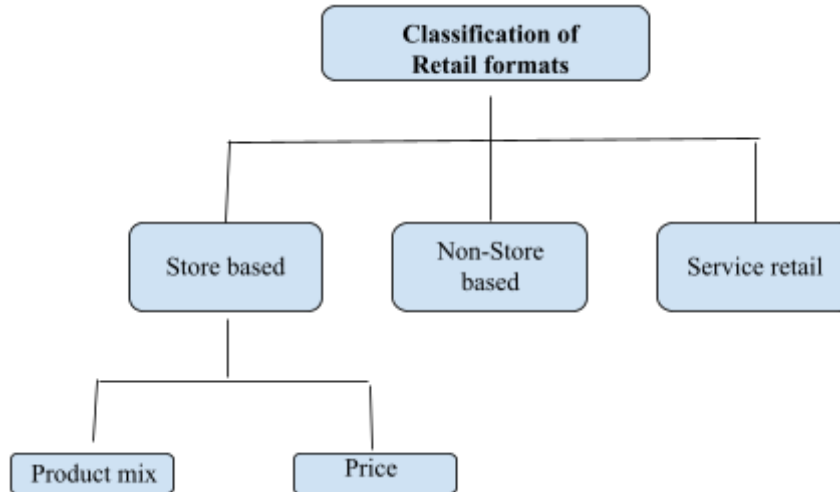 Classification of
Retail formats
Store based
Non-Store
based
Service retail
Product mix
Price